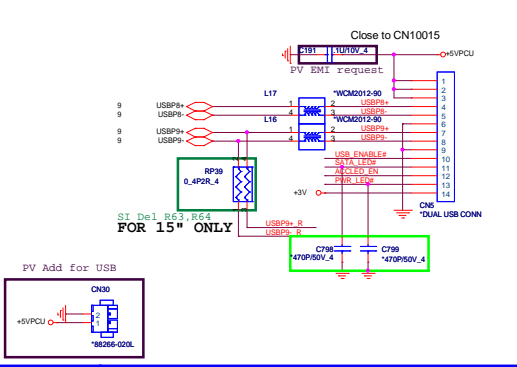 Close to CN10015
C191 .1U/10V_4
+5VPCU
PV EMI request
L17 *WCM2012-90
9 USBP8+ 1 2 USBP8+
9 USBP8- 4 3 USBP8-
L16 *WCM2012-90
9 USBP9+ 1 2 USBP9+
9 USBP9- 4 3 USBP9-
1
2
3
4
5
6
7
8
9
10
11
12
13
14
USB_ENABLE#
SATA_LED#
ACCLED_EN
PWR_LED#
RP39
0_4P2R_4
+3V
CN5
*DUAL USB CONN
SI Del R63,R64
FOR 15" ONLY
USBP9+_R
USBP9-_R
C798 C799
*470P/50V_4 *470P/50V_4
PV Add for USB
CN30
+5VPCU
2
1
*88266-020L